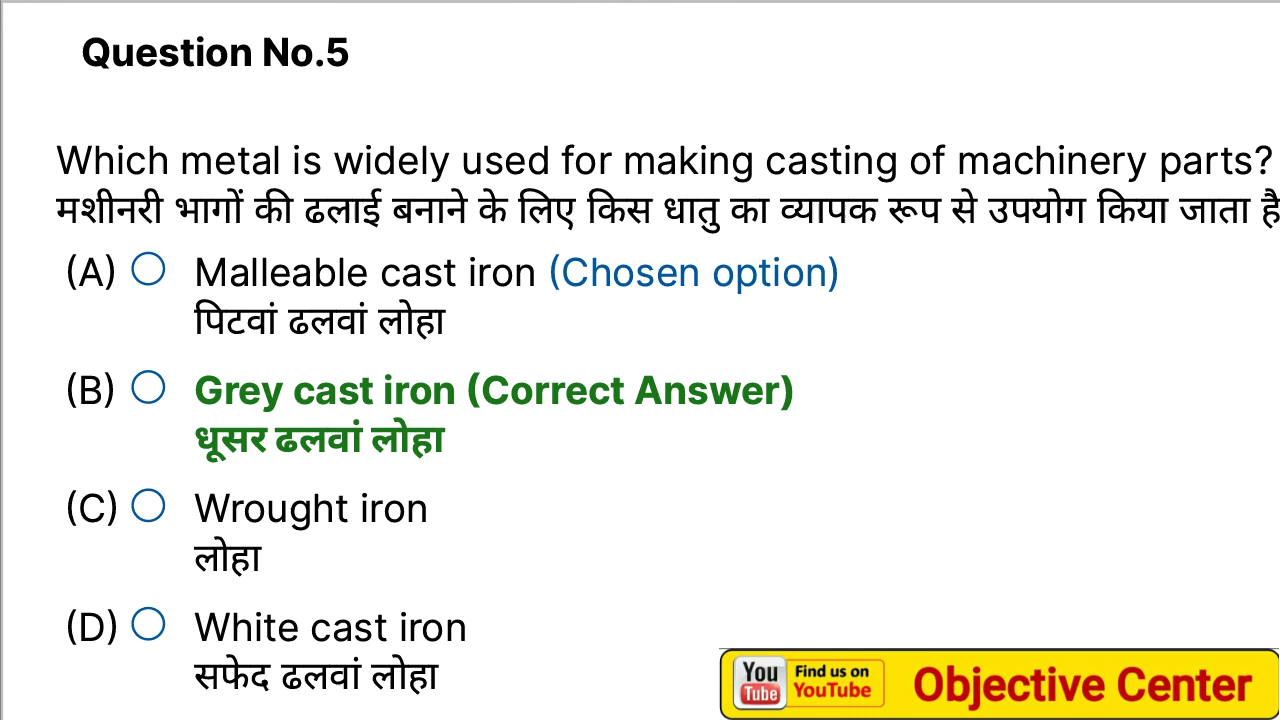 Question No.5
Which metal is widely used for making casting of machinery parts?
मशीनरी भागों की ढलाई बनाने के लिए किस धातु का व्यापक रूप से उपयोग किया जाता है
(A) Malleable cast iron (Chosen option)
पिटवां ढलवां लोहा
(B) Grey cast iron (Correct Answer)
धूसर ढलवां लोहा
(C) Wrought iron
लोहा
(D) White cast iron
सफेद ढलवां लोहा
You Tube
Find us on
YouTube
Objective Center